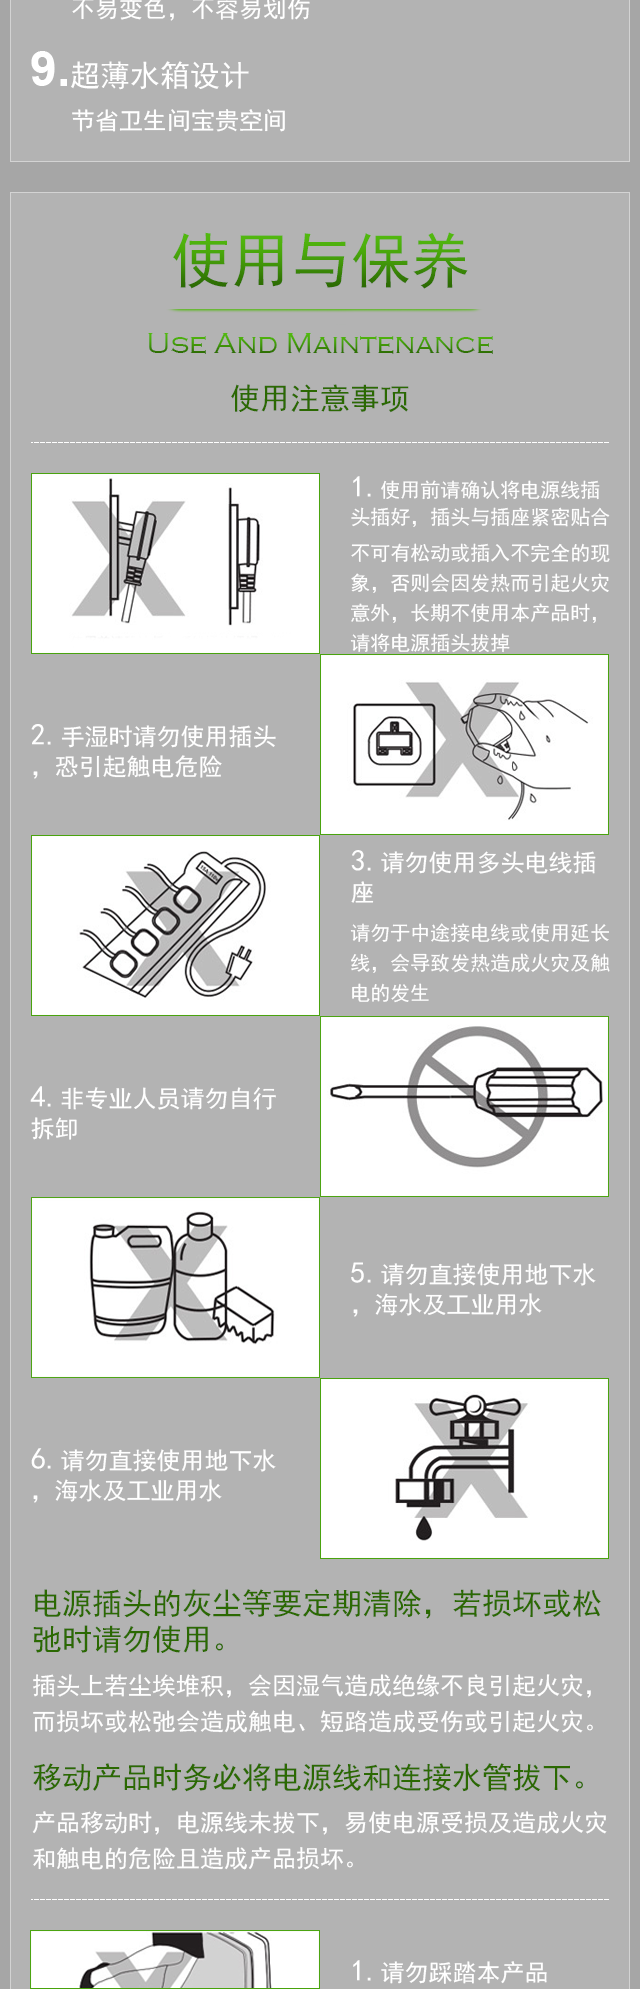 不易变色，不容易划伤
9.超薄水箱设计
节省卫生间宝贵空间
使用与保养
USE AND MAINTENANCE
使用注意事项
1. 使用前请确认将电源线插
头插好，插头与插座紧密贴合
不可有松动或插入不完全的现
象，否则会因发热而引起火灾
意外，长期不使用本产品时，
请将电源插头拔掉
2. 手湿时请勿使用插头
，恐引起触电危险
3. 请勿使用多头电线插
座
请勿于中途接电线或使用延长
线，会导致发热造成火灾及触
电的发生
4. 非专业人员请勿自行
拆卸
5. 请勿直接使用地下水
，海水及工业用水
6. 请勿直接使用地下水
，海水及工业用水
电源插头的灰尘等要定期清除，若损坏或松
弛时请勿使用。
插头上若尘埃堆积，会因湿气造成绝缘不良引起火灾，
而损坏或松弛会造成触电、短路造成受伤或引起火灾。
移动产品时务必将电源线和连接水管拔下。
产品移动时，电源线未拔下，易使电源受损及造成火灾
和触电的危险且造成产品损坏。
1. 请勿踩踏本产品